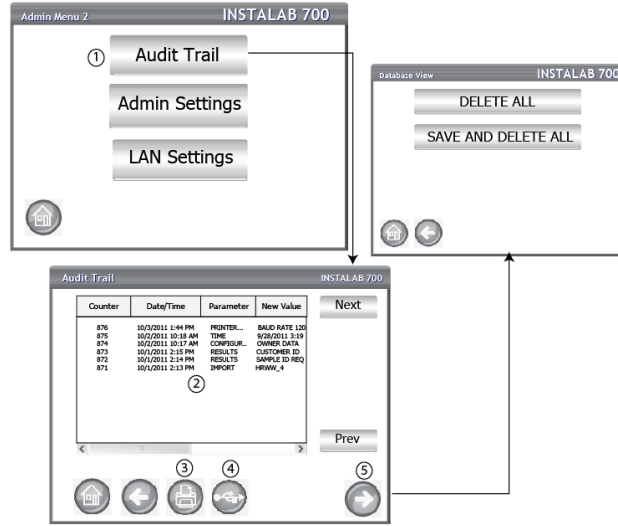 Admin Menu 2 INSTALAB 700
① Audit Trail
Admin Settings
LAN Settings
Database View INSTALAB 700
DELETE ALL
SAVE AND DELETE ALL
Audit Trail INSTALAB 700
Counter Date/Time Parameter New Value
876 10/3/2011 1:44 PM PRINTER... BAUD RATE 120
875 10/2/2011 10:18 AM TIME 9/28/2011 3:19
874 10/2/2011 10:17 AM CONFIGUR.. OWNER DATA
873 10/1/2011 2:15 PM RESULTS CUSTOMER ID
872 10/1/2011 2:14 PM RESULTS SAMPLE ID REQ
871 10/1/2011 2:13 PM IMPORT HRWW_4
②
Next
Prev
③ ④ ⑤